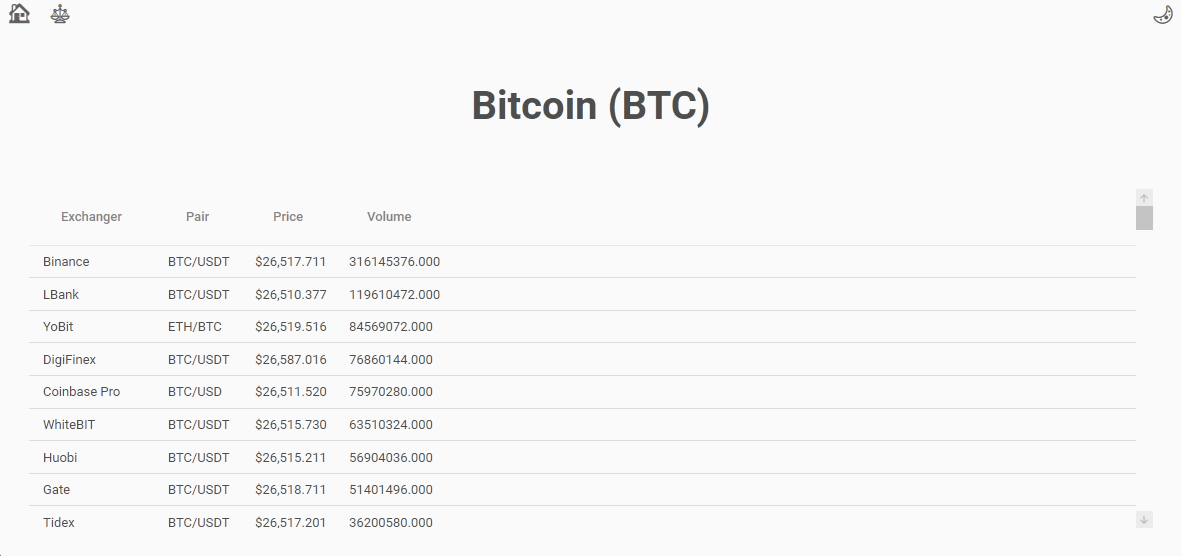 Bitcoin (BTC)
Exchanger Pair Price Volume
Binance BTC/USDT $26,517.711 316145376.000
LBank BTC/USDT $26,510.377 119610472.000
YoBit ETH/BTC $26,519.516 84569072.000
DigiFinex BTC/USDT $26,587.016 76860144.000
Coinbase Pro BTC/USD $26,511.520 75970280.000
WhiteBIT BTC/USDT $26,515.730 63510324.000
Huobi BTC/USDT $26,515.211 56904036.000
Gate BTC/USDT $26,518.711 51401496.000
Tidex BTC/USDT $26,517.201 36200580.000